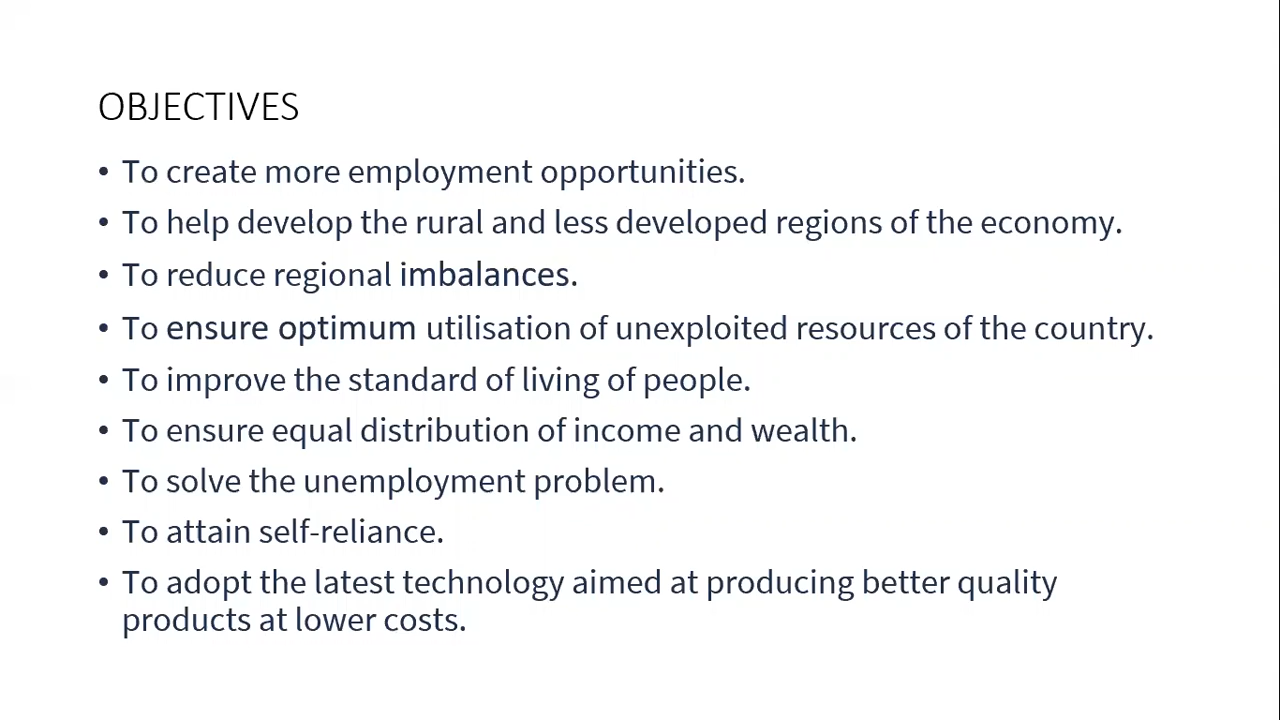 OBJECTIVES
• To create more employment opportunities.
• To help develop the rural and less developed regions of the economy.
• To reduce regional imbalances.
• To ensure optimum utilisation of unexploited resources of the country.
• To improve the standard of living of people.
• To ensure equal distribution of income and wealth.
• To solve the unemployment problem.
• To attain self-reliance.
• To adopt the latest technology aimed at producing better quality
products at lower costs.